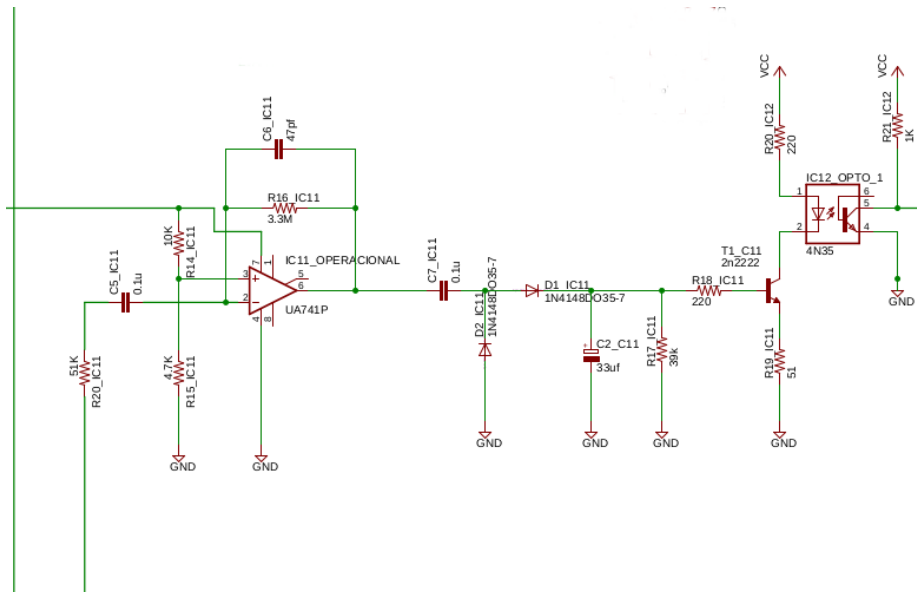 VCC
VCC
R20_IC12
220
R21_IC12
1K
C6_IC11
47pf
IC12_OPTO_1
1
2
6
5
4
4N35
R16_IC11
3.3M
10K
R14_IC11
7
1
IC11_OPERACIONAL
3
+
5
6
2
-
4
8
UA741P
C5_IC11
0.1u
C7_IC11
0.1u
D2_IC11
1N4148DO35-7
D1_IC11
1N4148DO35-7
R18_IC11
220
T1_C11
2n2222
GND
51K
R20_IC11
4.7K
R15_IC11
+
C2_C11
33uf
R17_IC11
39k
R19_IC11
51
GND
GND
GND
GND
GND
GND